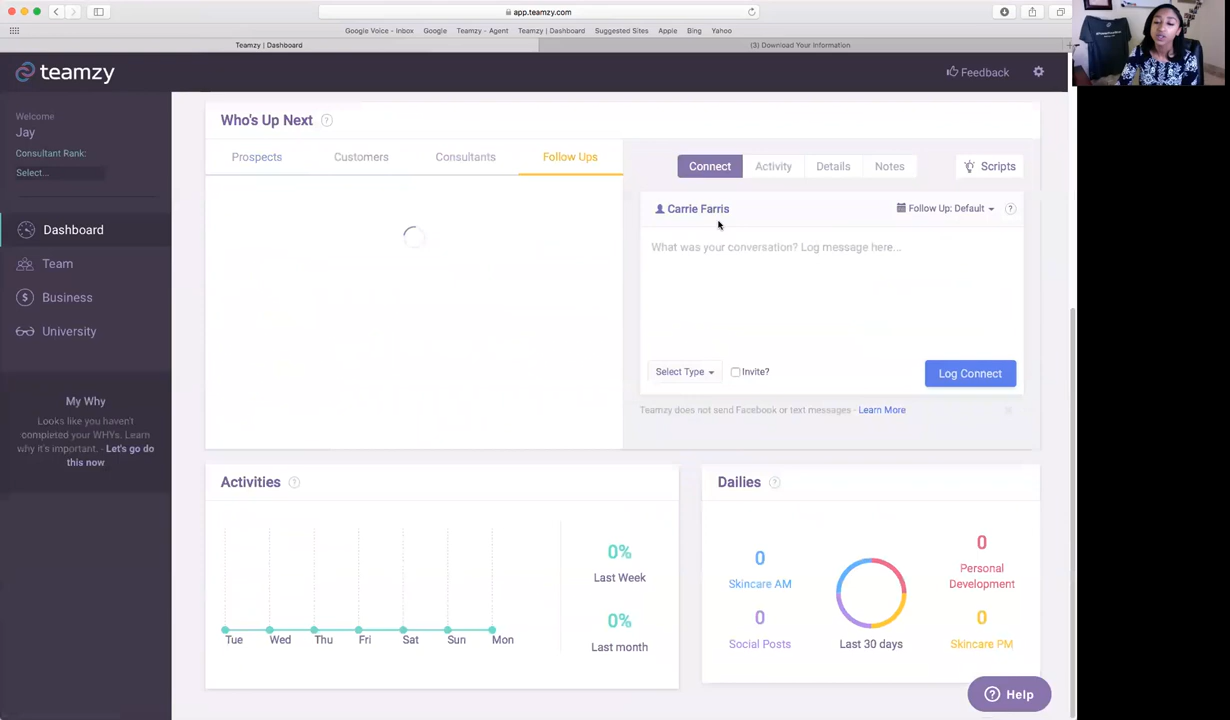 app.teamzy.com
Google Voice - Inbox Google Teamzy - Agent Teamzy | Dashboard Suggested Sites Apple Bing Yahoo
Teamzy | Dashboard (3) Download Your Information
teamzy
Feedback
Welcome
Jay
Consultant Rank:
Select...
Dashboard
Team
Business
University
My Why
Looks like you haven't
completed your WHYs. Learn
why it's important. - Let's go do
this now
Who's Up Next ?
Prospects Customers Consultants Follow Ups
Connect Activity Details Notes Scripts
Carrie Farris Follow Up: Default ?
What was your conversation? Log message here...
Select Type Invite? Log Connect
Teamzy does not send Facebook or text messages - Learn More
Activities ?
0%
Last Week
0%
Last month
Tue Wed Thu Fri Sat Sun Mon
Dailies ?
0
Skincare AM
0
Personal
Development
0
Social Posts
Last 30 days
0
Skincare PM
? Help